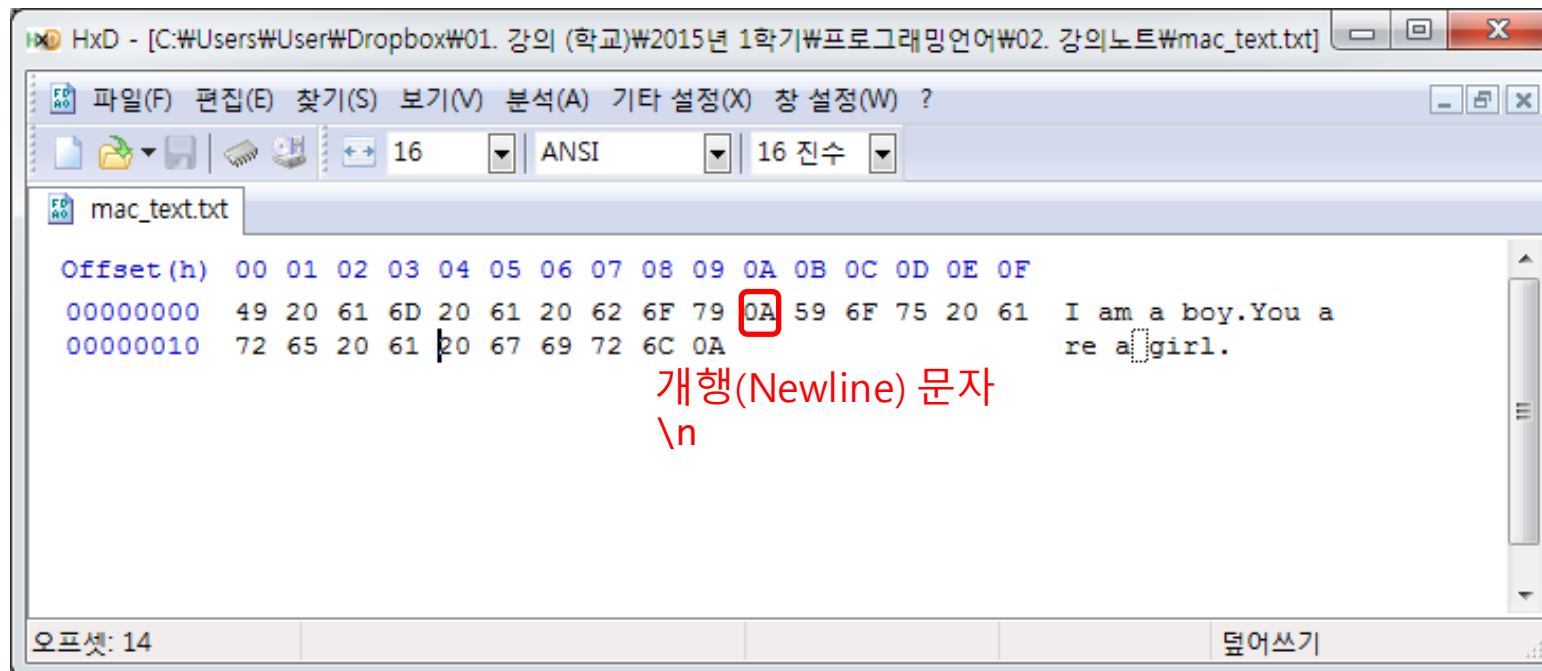 HxD - [C:₩Users₩User₩Dropbox₩01. 강의 (학교)₩2015년 1학기₩프로그래밍언어₩02. 강의노트₩mac_text.txt]
파일(F) 편집(E) 찾기(S) 보기(V) 분석(A) 기타 설정(X) 창 설정(W) ?
16 ANSI 16 진수
mac_text.txt
Offset(h) 00 01 02 03 04 05 06 07 08 09 0A 0B 0C 0D 0E 0F
00000000 49 20 61 6D 20 61 20 62 6F 79 0A 59 6F 75 20 61 I am a boy.You a
00000010 72 65 20 61 20 67 69 72 6C 0A re a girl.
개행(Newline) 문자
\n
오프셋: 14 덮어쓰기